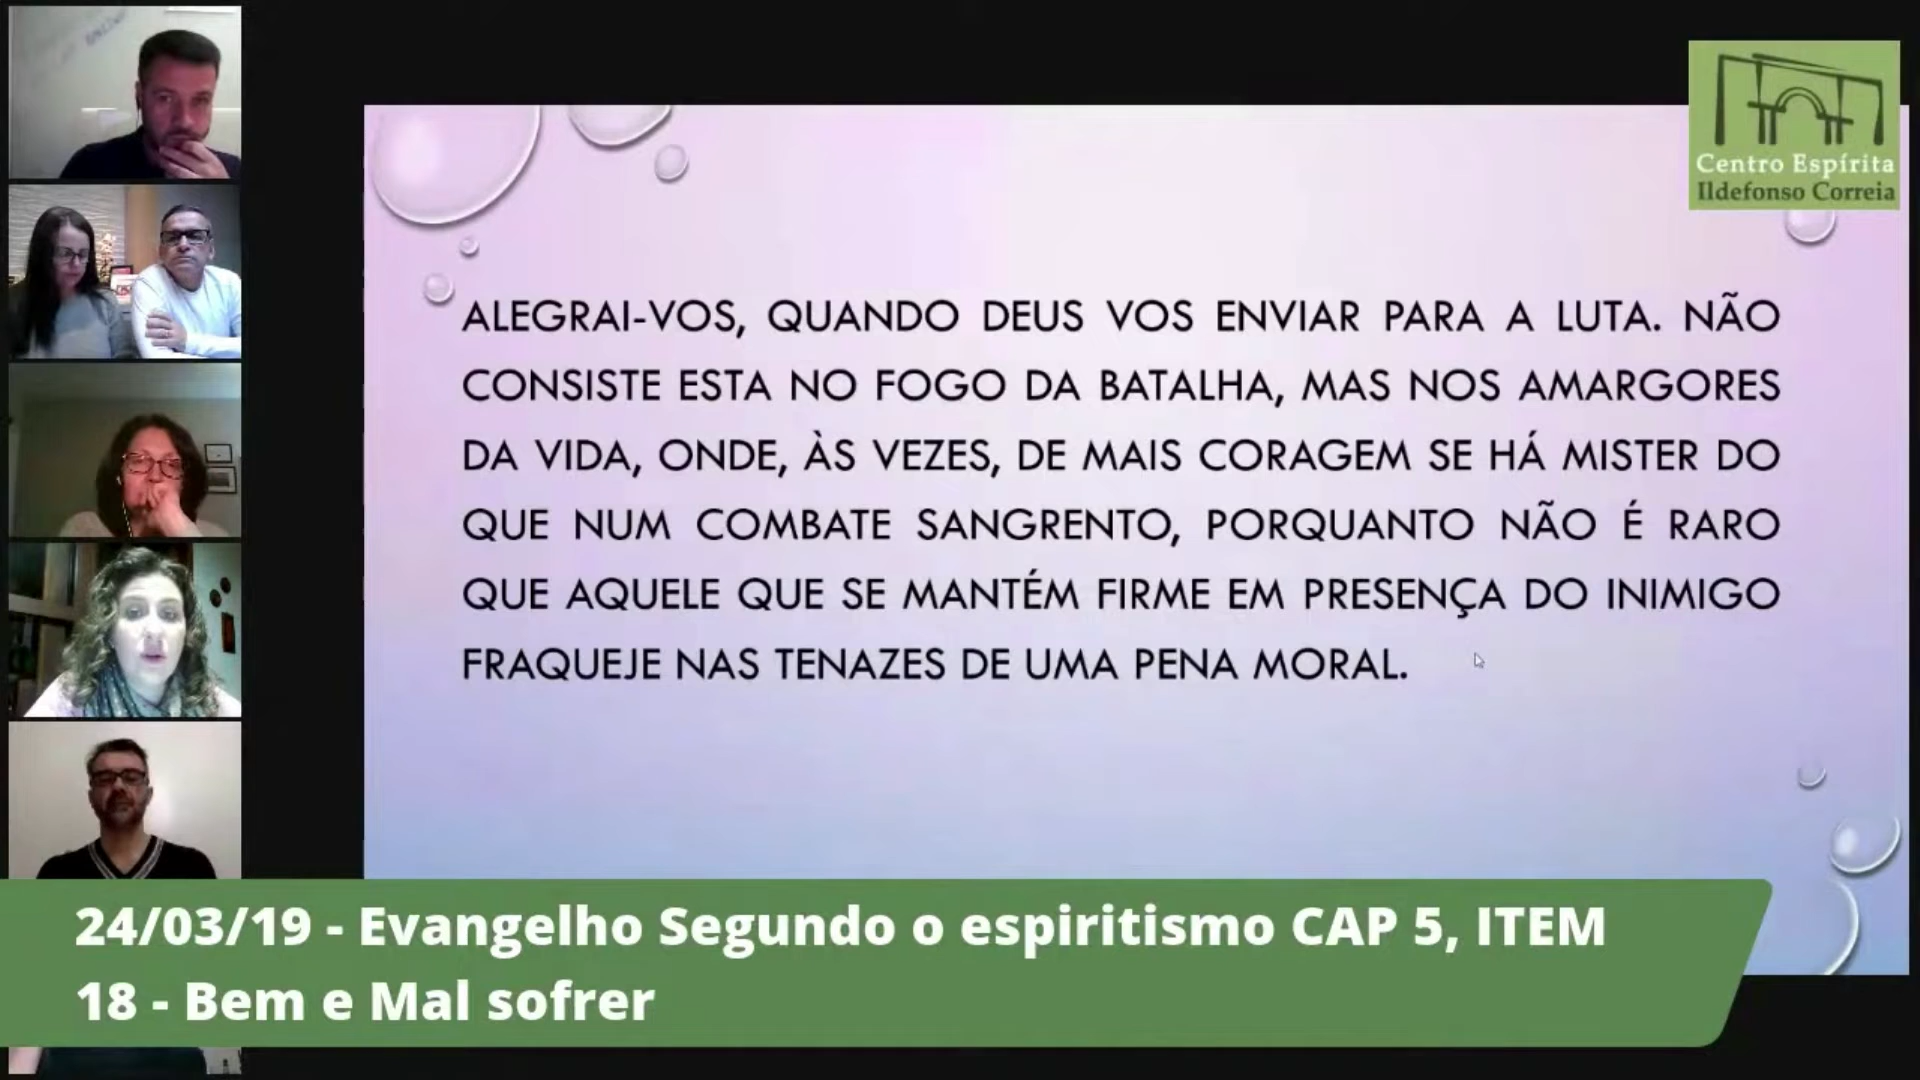 Centro Espírita
Ildefonso Correia
ALEGRAI-VOS, QUANDO DEUS VOS ENVIAR PARA A LUTA. NÃO
CONSISTE ESTA NO FOGO DA BATALHA, MAS NOS AMARGORES
DA VIDA, ONDE, ÀS VEZES, DE MAIS CORAGEM SE HÁ MISTER DO
QUE NUM COMBATE SANGRENTO, PORQUANTO NÃO É RARO
QUE AQUELE QUE SE MANTÉM FIRME EM PRESENÇA DO INIMIGO
FRAQUEJE NAS TENAZES DE UMA PENA MORAL.
24/03/19 - Evangelho Segundo o espiritismo CAP 5, ITEM
18 - Bem e Mal sofrer